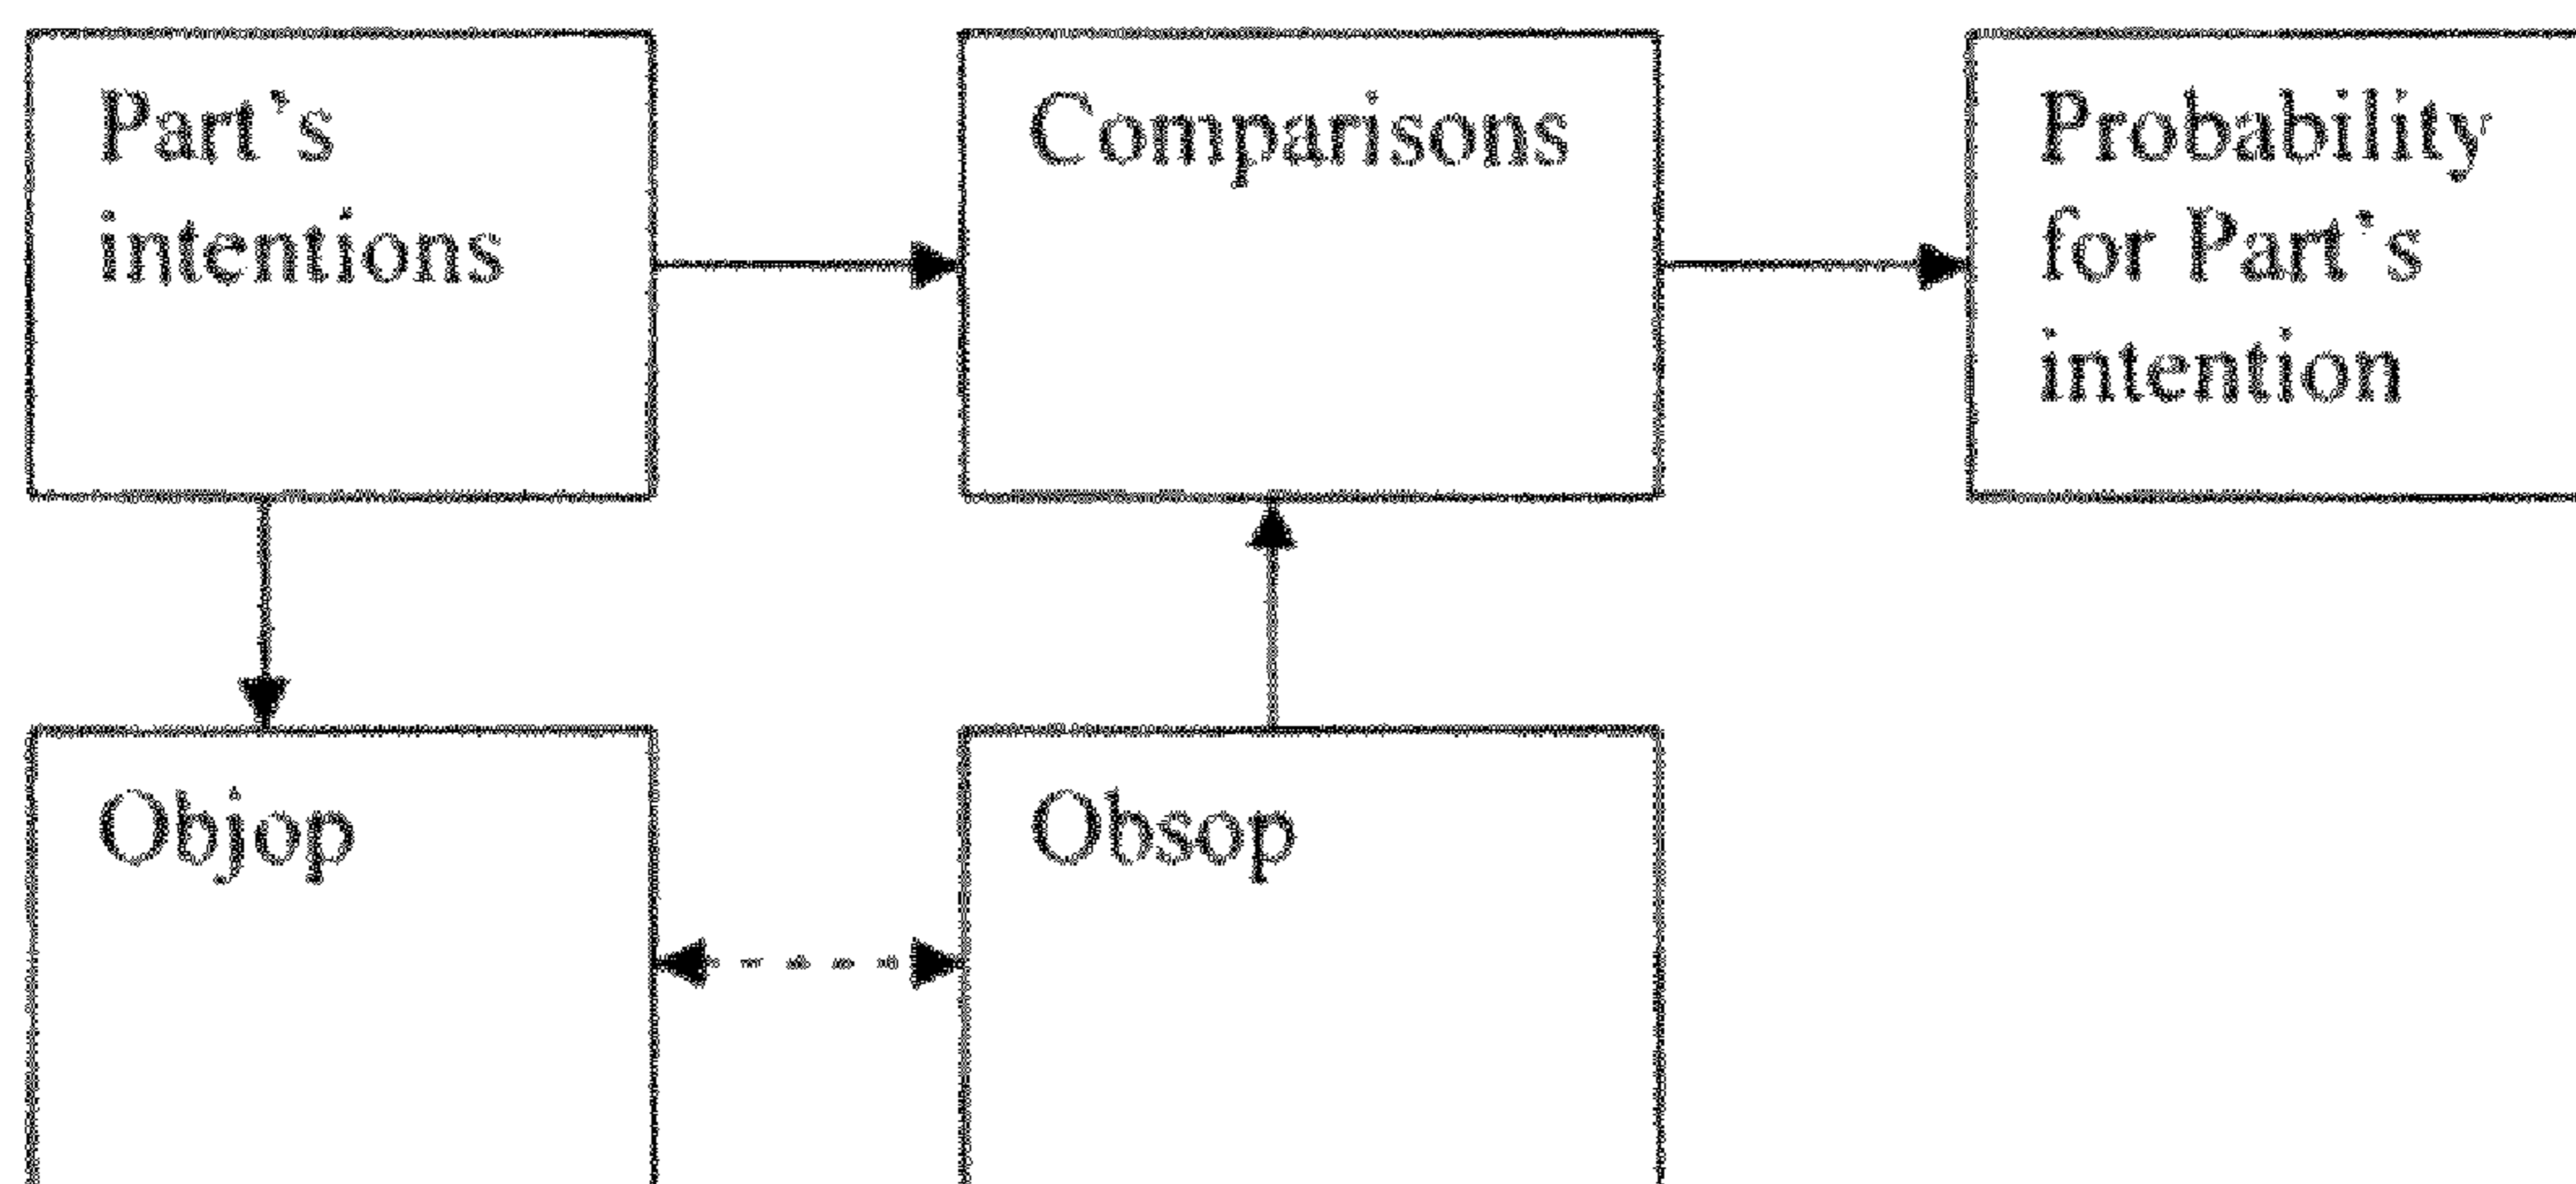 Part's
intentions
Comparisons
Probability
for Part's
intention
Objop
Obsop